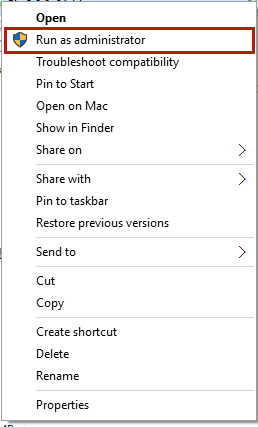 Open
Run as administrator
Troubleshoot compatibility
Pin to Start
Open on Mac
Show in Finder
Share on
Share with
Pin to taskbar
Restore previous versions
Send to
Cut
Copy
Create shortcut
Delete
Rename
Properties